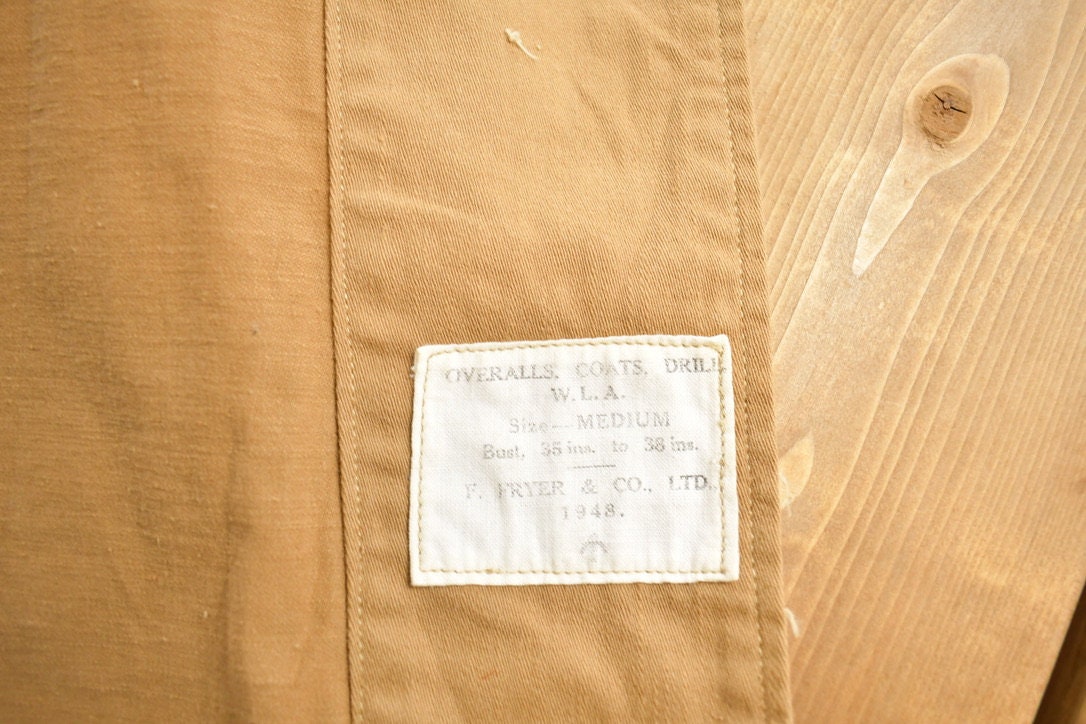 OVERALLS, COATS, DRILL
W.L.A.
Size--MEDIUM
Bust, 35 ins. to 38 ins.
F. FRYER & CO., LTD.
1948.